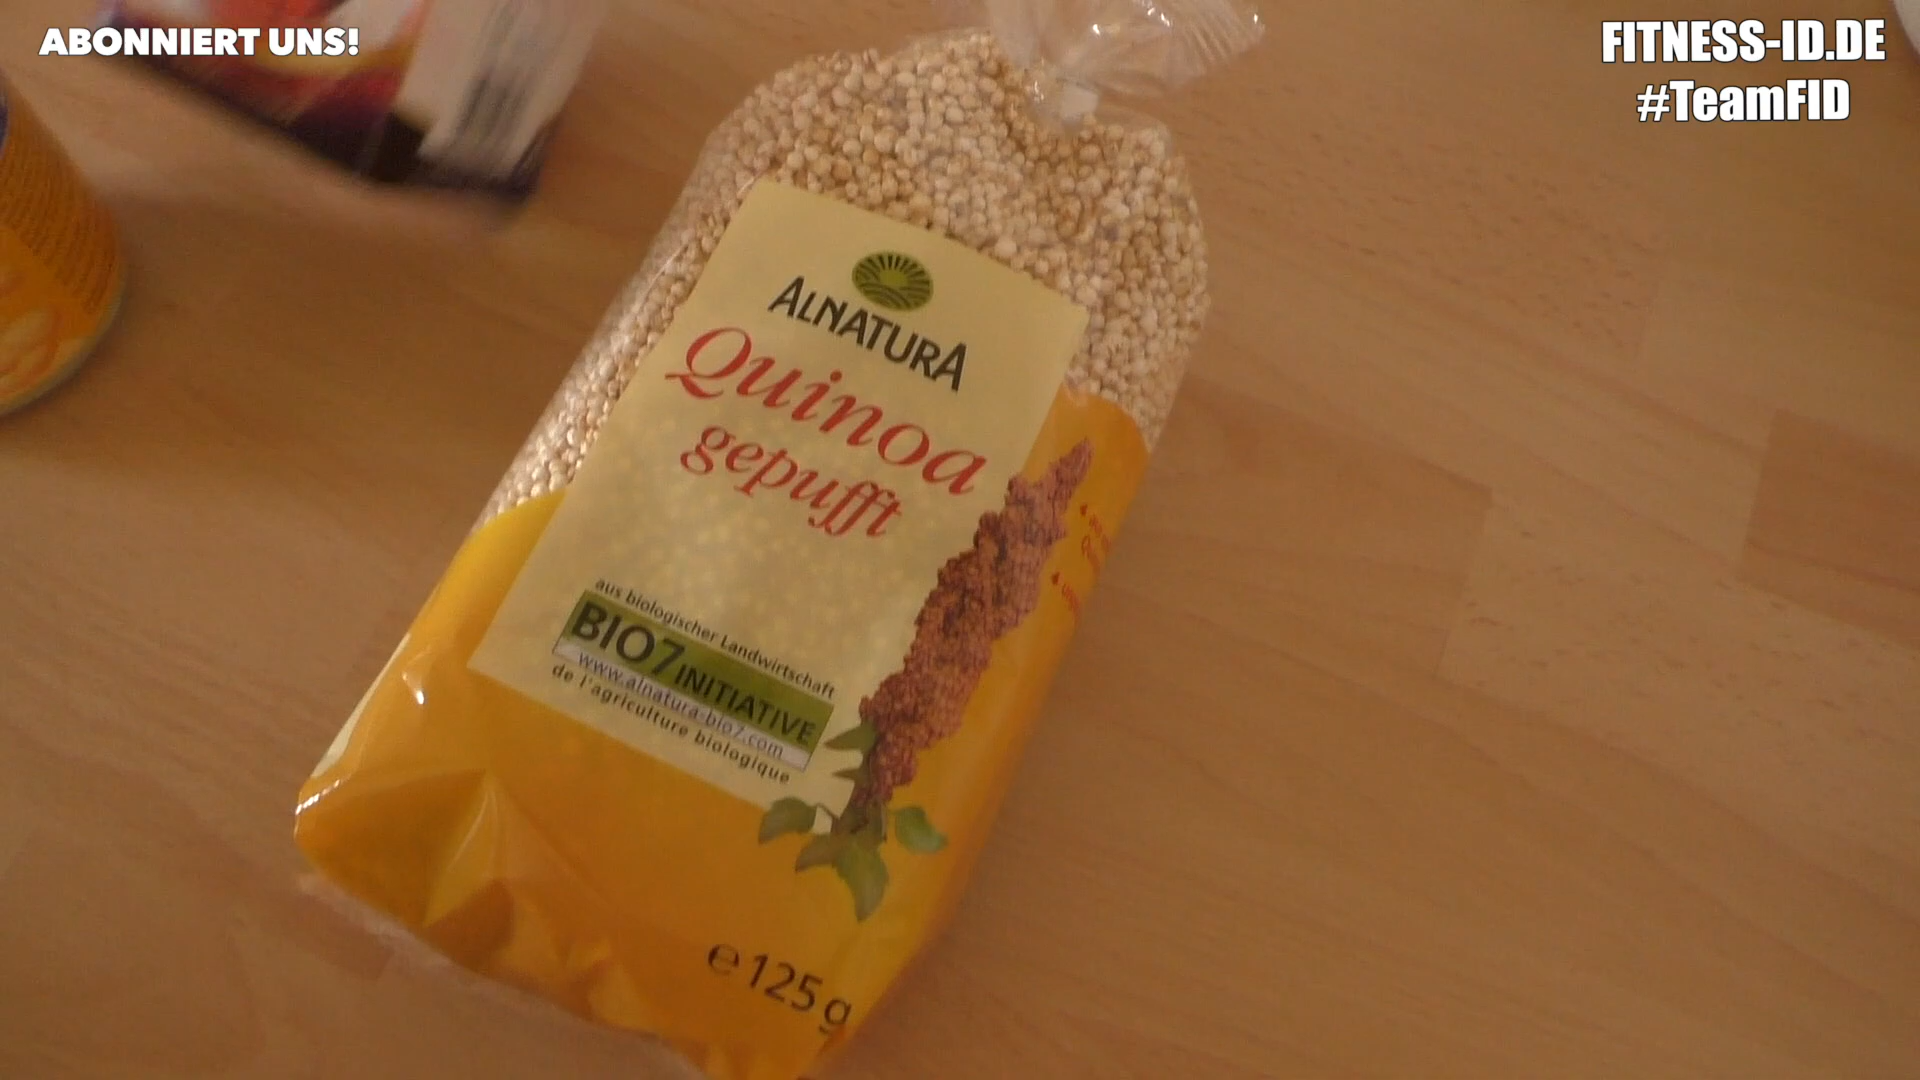 ABONNIERT UNS!
FITNESS-ID.DE
#TeamFID
ALNATURA
Quinoa
gepufft
aus biologischer Landwirtschaft
BIO7 INITIATIVE
www.alnatura-bio7.com
de l'agriculture biologique
e 125 g